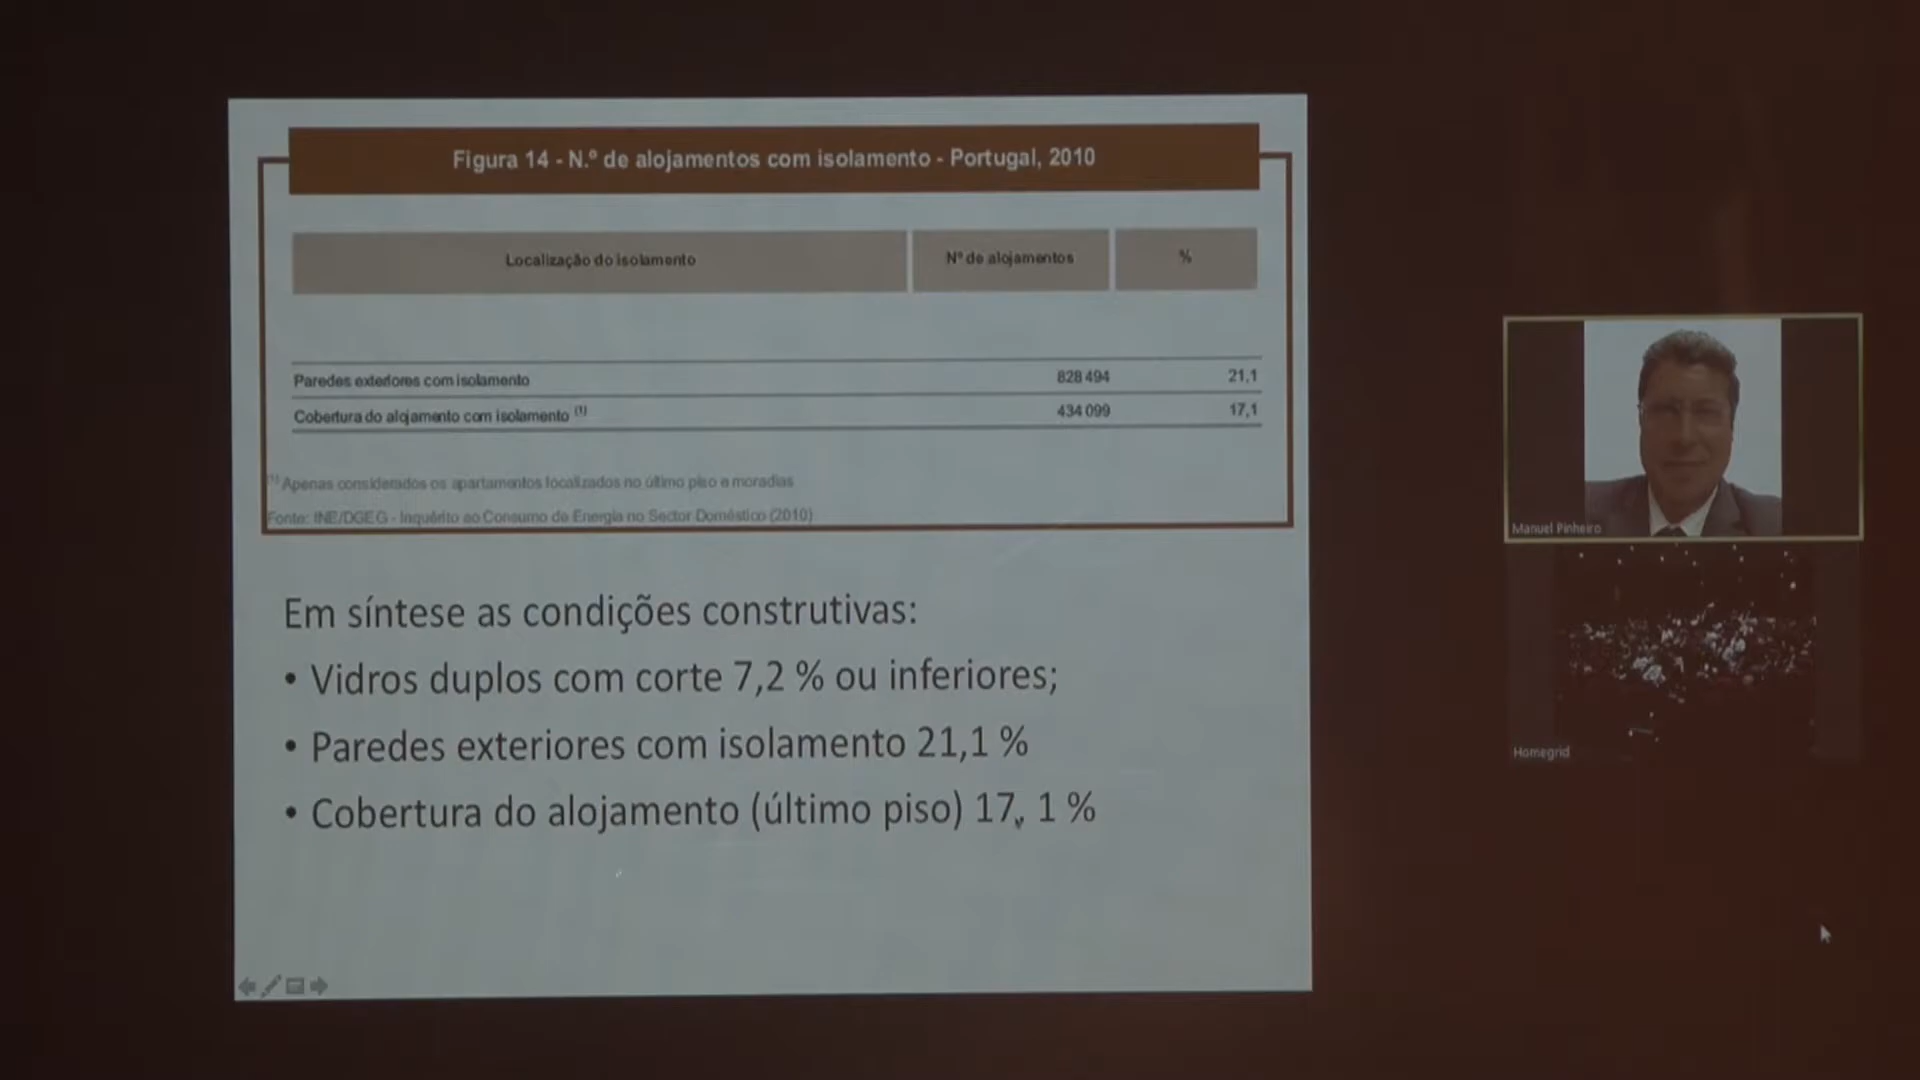 Figura 14 - N.º de alojamentos com isolamento - Portugal, 2010
Localização do isolamento Nº de alojamentos %
Paredes exteriores com isolamento 828 494 21,1
Cobertura do alojamento com isolamento (1) 434 099 17,1
(1) Apenas considerados os apartamentos localizados no último piso e moradias
Fonte: INE/DGEG - Inquérito ao Consumo de Energia no Sector Doméstico (2010)
Em síntese as condições construtivas:
• Vidros duplos com corte 7,2 % ou inferiores;
• Paredes exteriores com isolamento 21,1 %
• Cobertura do alojamento (último piso) 17, 1 %
Manuel Pinheiro
Homegrid